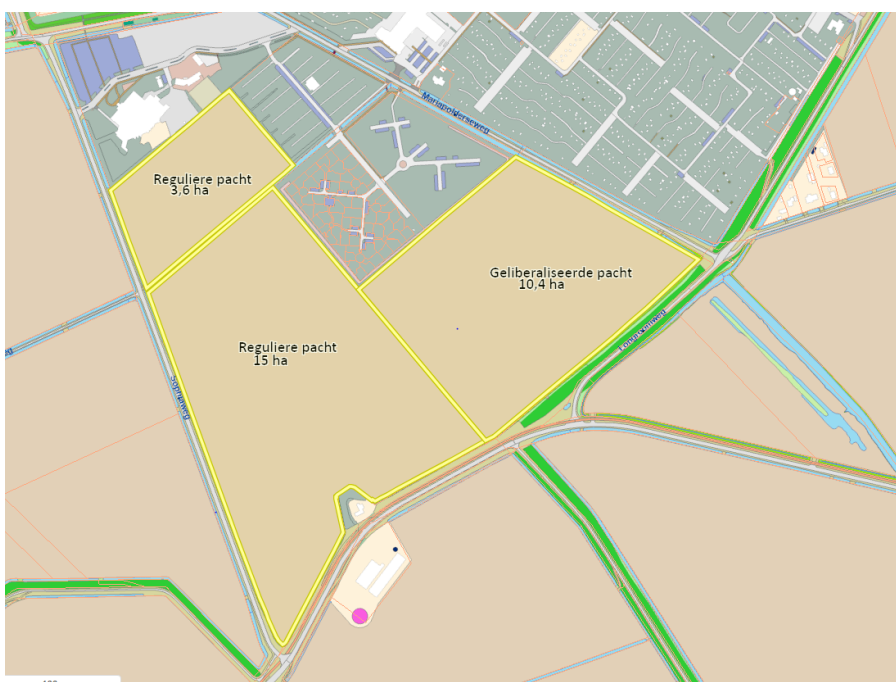 Mariapolderseweg
Reguliere pacht
3,6 ha
Geliberaliseerde pacht
10,4 ha
Reguliere pacht
15 ha